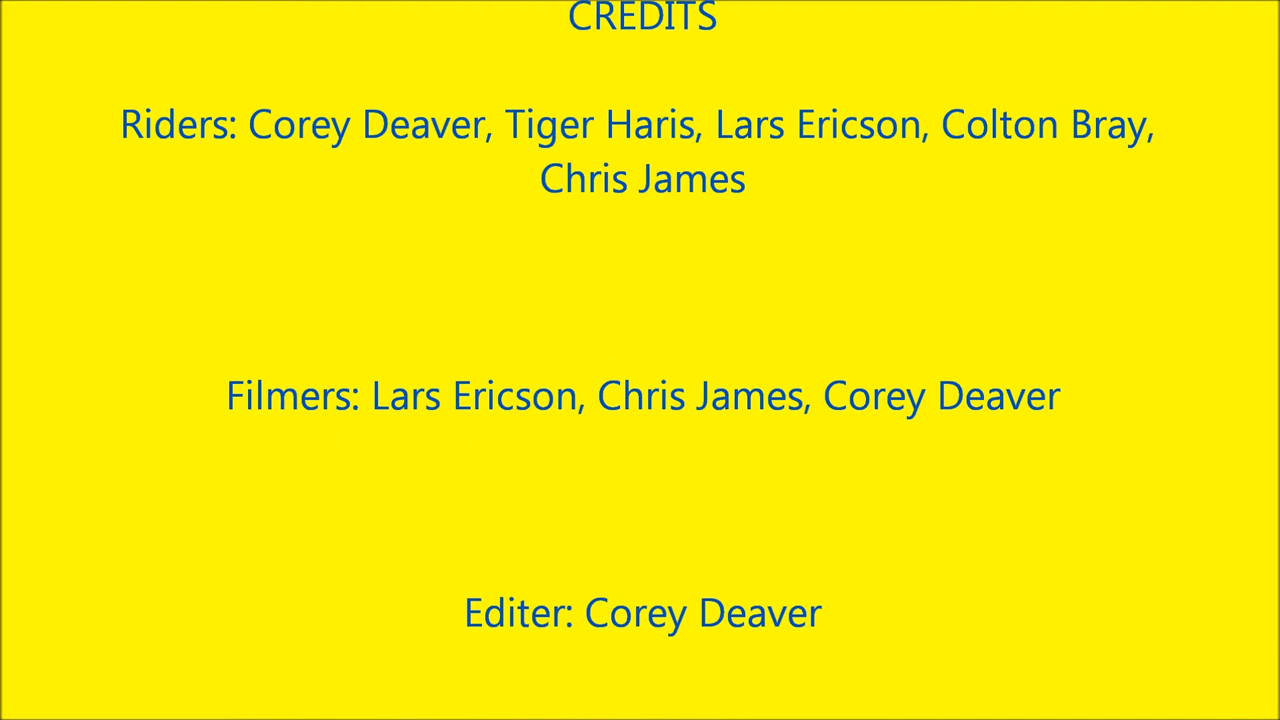 CREDITS
Riders: Corey Deaver, Tiger Haris, Lars Ericson, Colton Bray,
Chris James
Filmers: Lars Ericson, Chris James, Corey Deaver
Editer: Corey Deaver